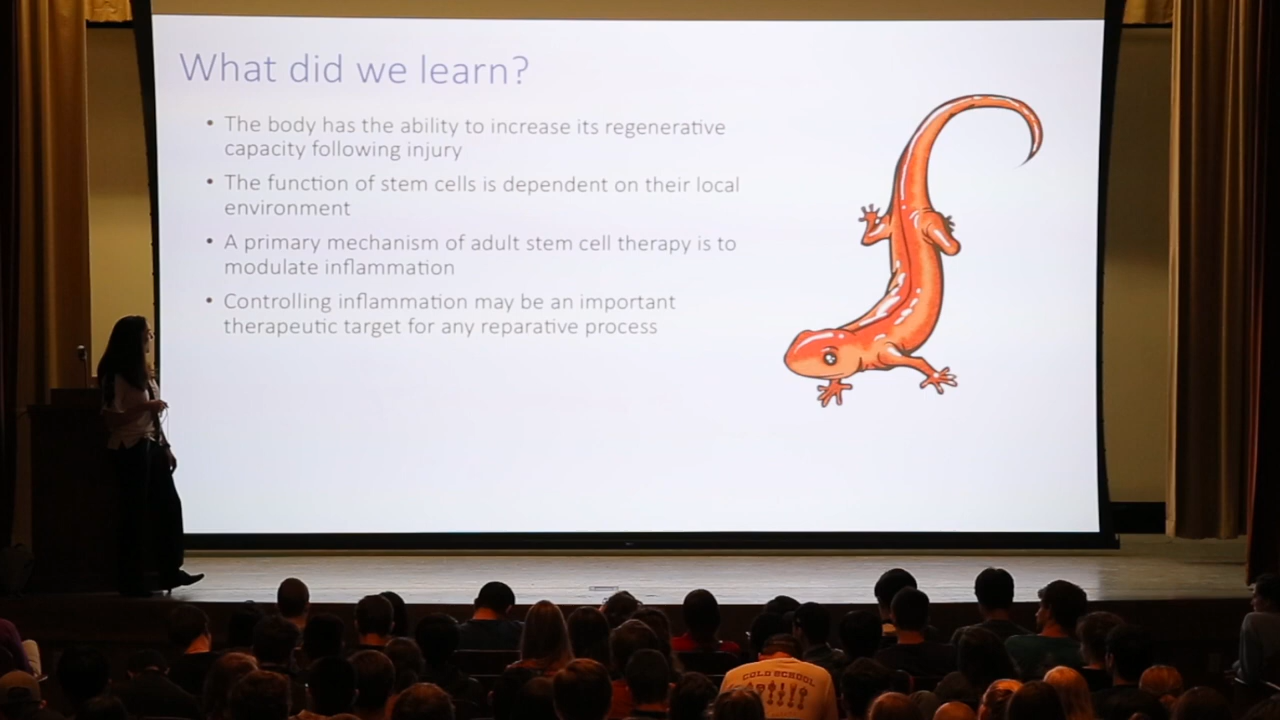 What did we learn?
• The body has the ability to increase its regenerative
capacity following injury
• The function of stem cells is dependent on their local
environment
• A primary mechanism of adult stem cell therapy is to
modulate inflammation
• Controlling inflammation may be an important
therapeutic target for any reparative process